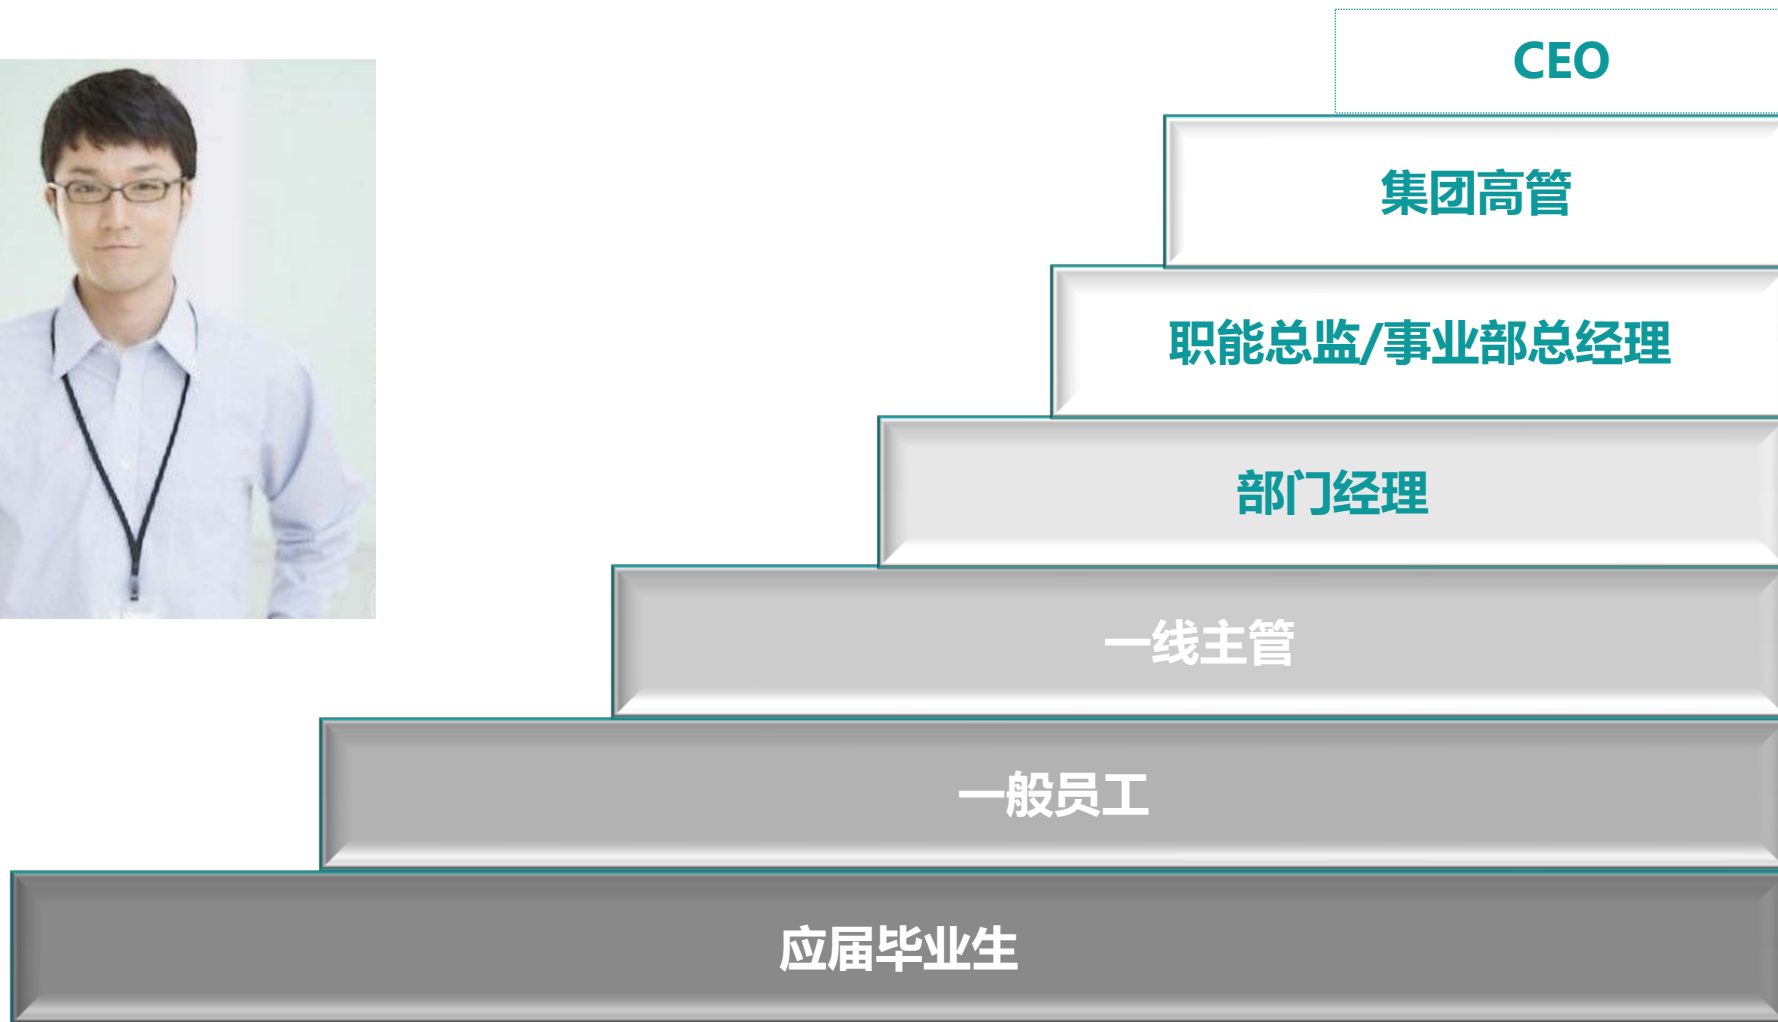 CEO
集团高管
职能总监/事业部总经理
部门经理
一线主管
一般员工
应届毕业生